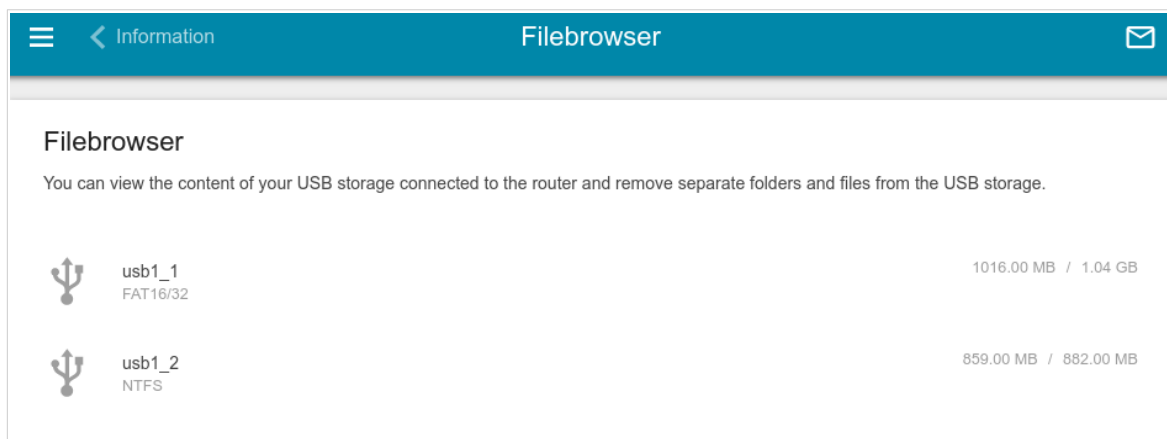 Information Filebrowser
Filebrowser
You can view the content of your USB storage connected to the router and remove separate folders and files from the USB storage.
usb1_1 1016.00 MB / 1.04 GB
FAT16/32
usb1_2 859.00 MB / 882.00 MB
NTFS